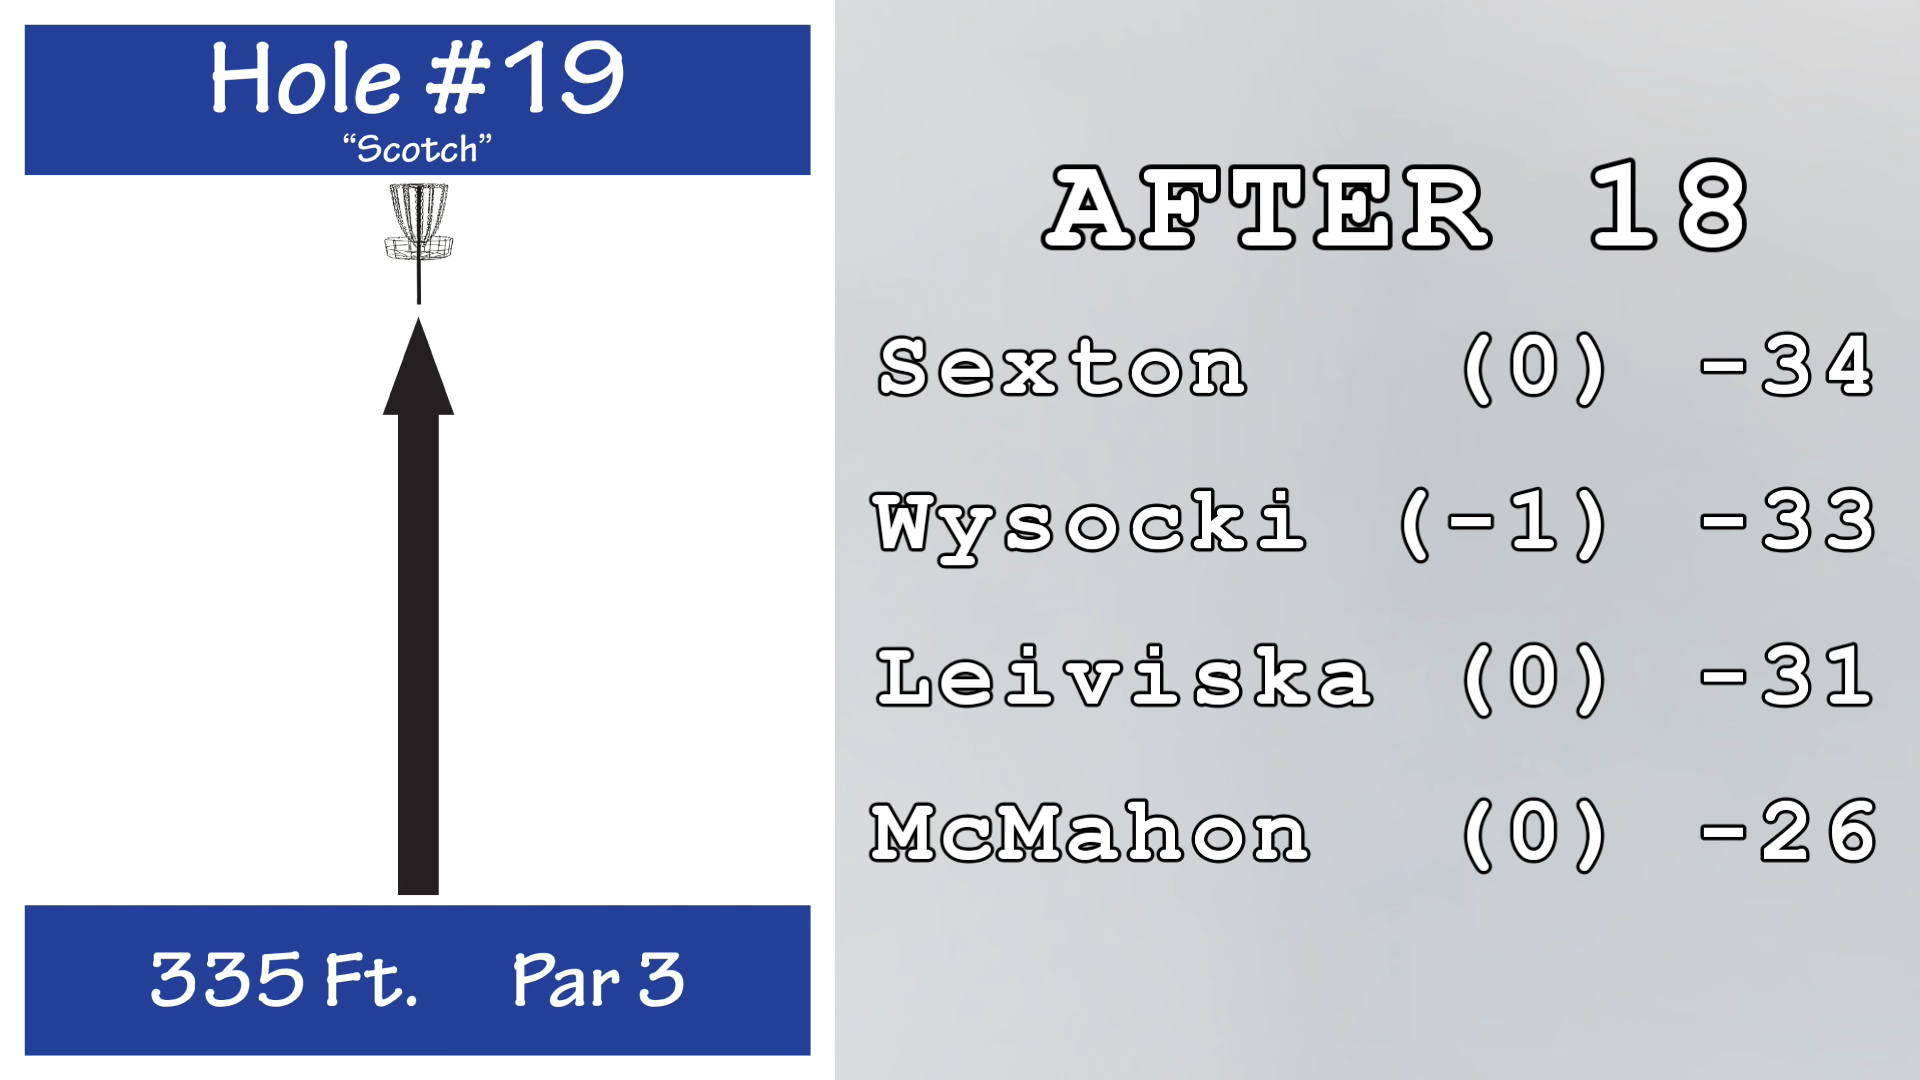 Hole #19
“Scotch”
335 Ft. Par 3
AFTER 18
Sexton (0) -34
Wysocki (-1) -33
Leiviska (0) -31
McMahon (0) -26